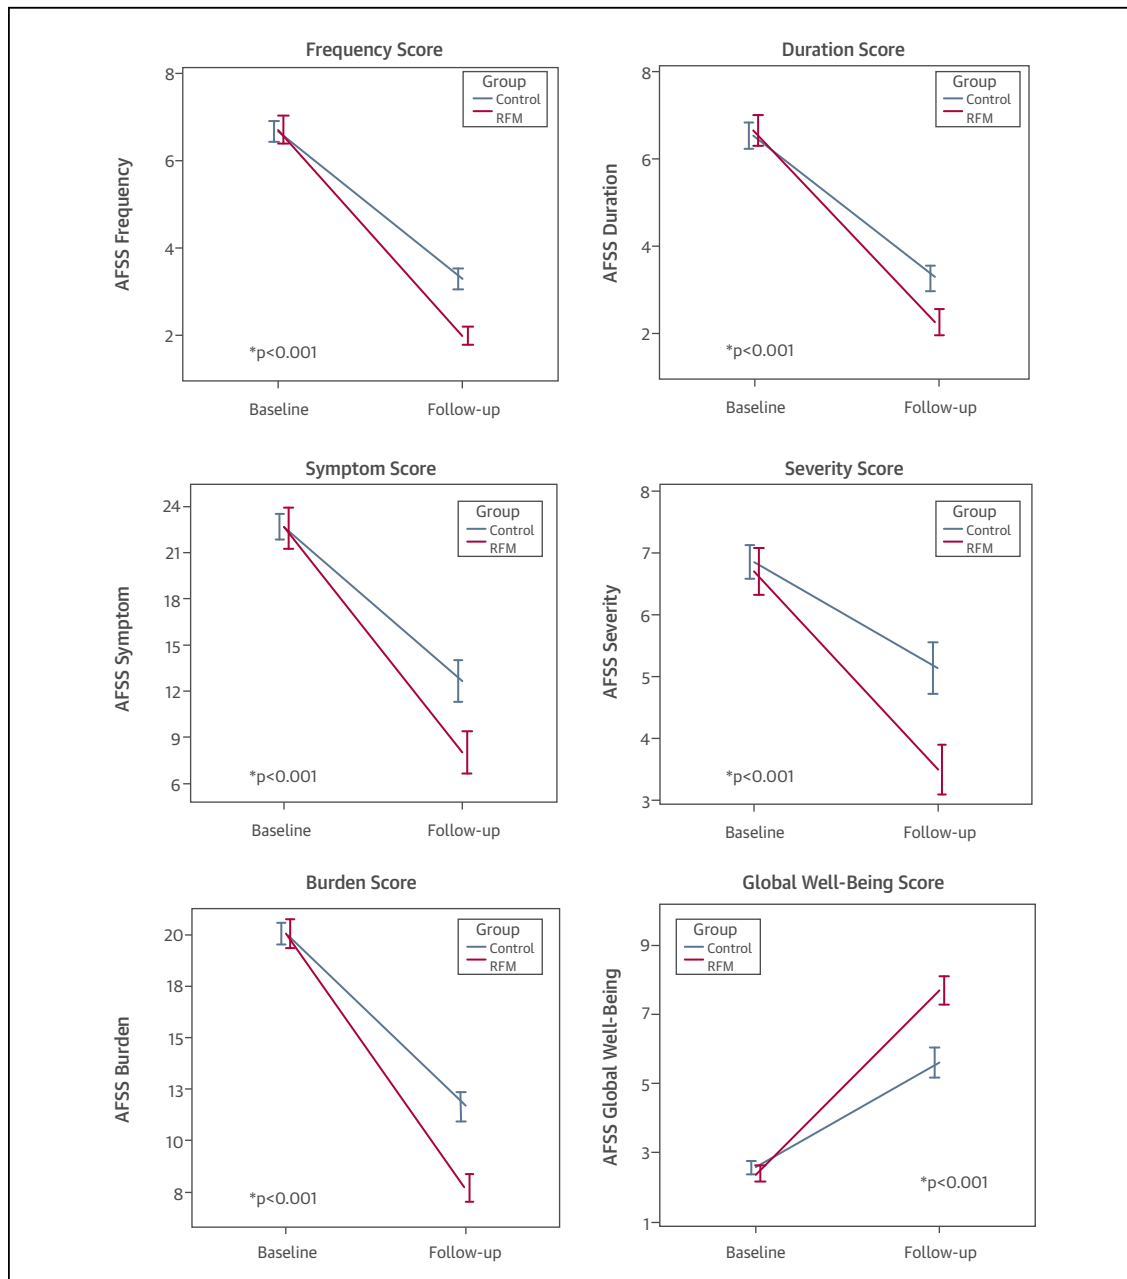 Frequency Score
AFSS Frequency
8
6
4
2
Group
Control
RFM
*p<0.001
Baseline Follow-up
Duration Score
AFSS Duration
8
6
4
2
Group
Control
RFM
*p<0.001
Baseline Follow-up
Symptom Score
AFSS Symptom
24
21
18
15
12
9
6
Group
Control
RFM
*p<0.001
Baseline Follow-up
Severity Score
AFSS Severity
8
7
6
5
4
3
Group
Control
RFM
*p<0.001
Baseline Follow-up
Burden Score
AFSS Burden
20
18
15
13
10
8
Group
Control
RFM
*p<0.001
Baseline Follow-up
Global Well-Being Score
AFSS Global Well-Being
9
7
5
3
1
Group
Control
RFM
*p<0.001
Baseline Follow-up